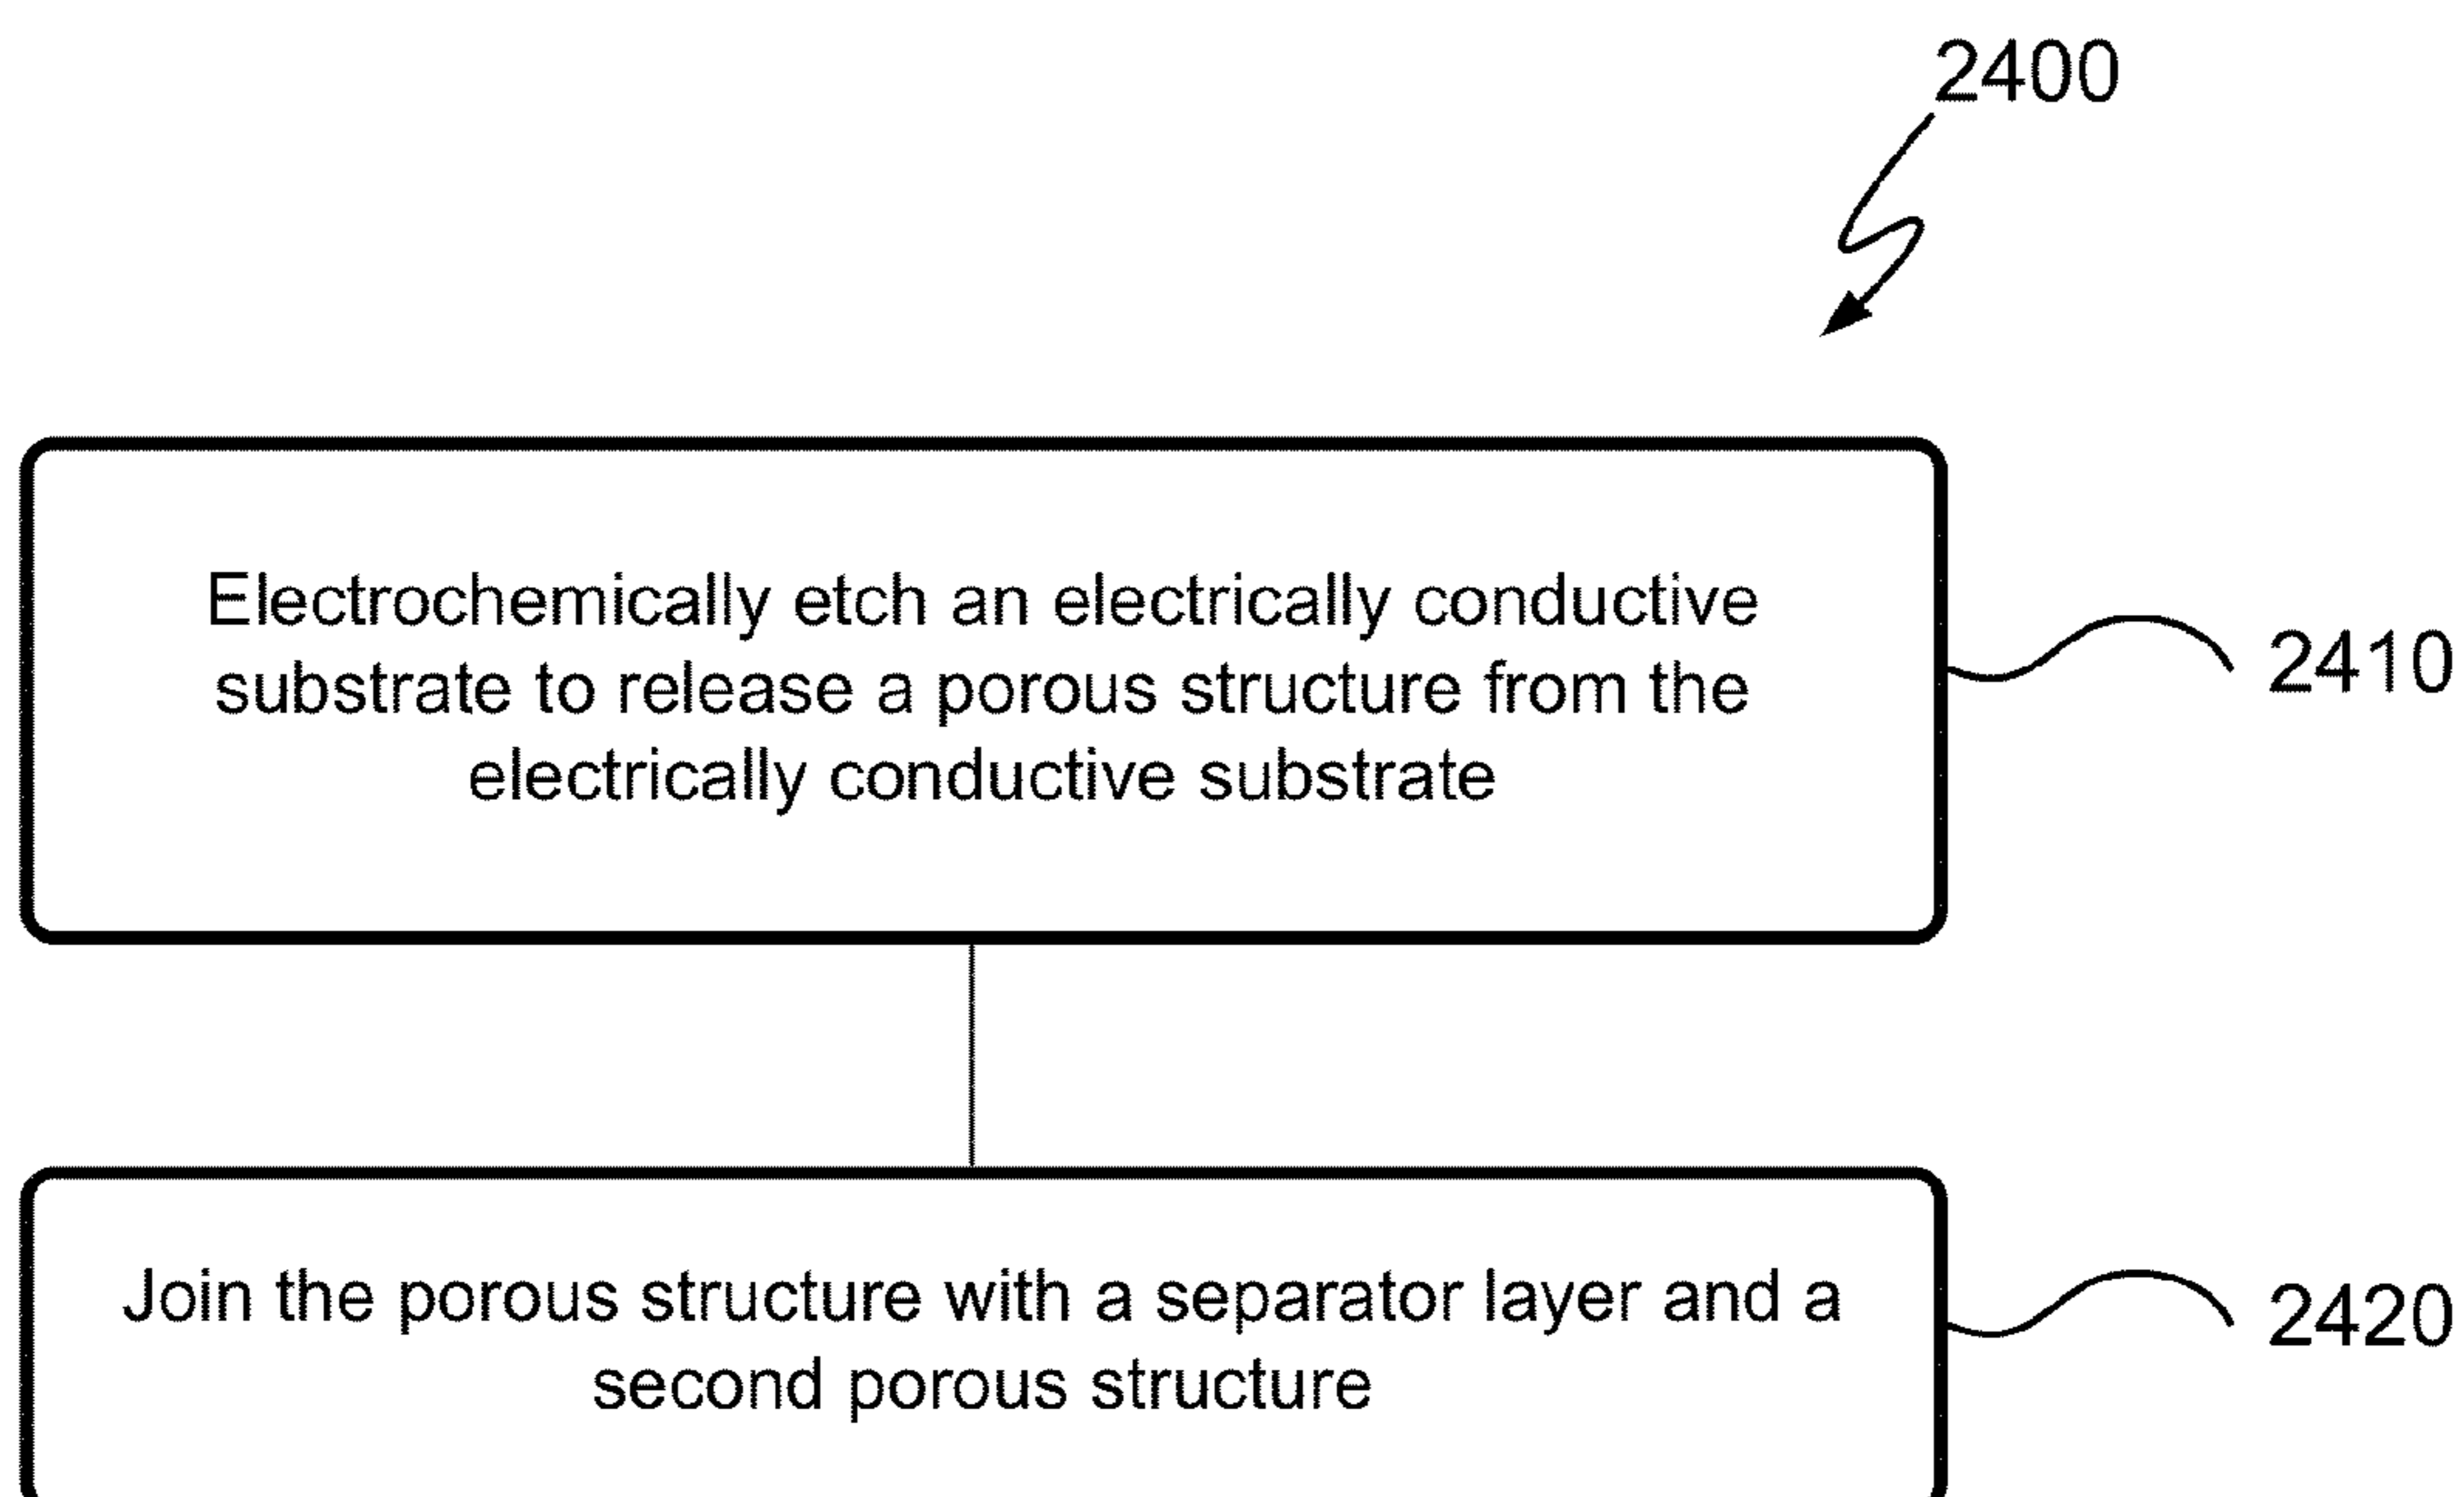 2400
Electrochemically etch an electrically conductive
substrate to release a porous structure from the
electrically conductive substrate
2410
Join the porous structure with a separator layer and a
second porous structure
2420